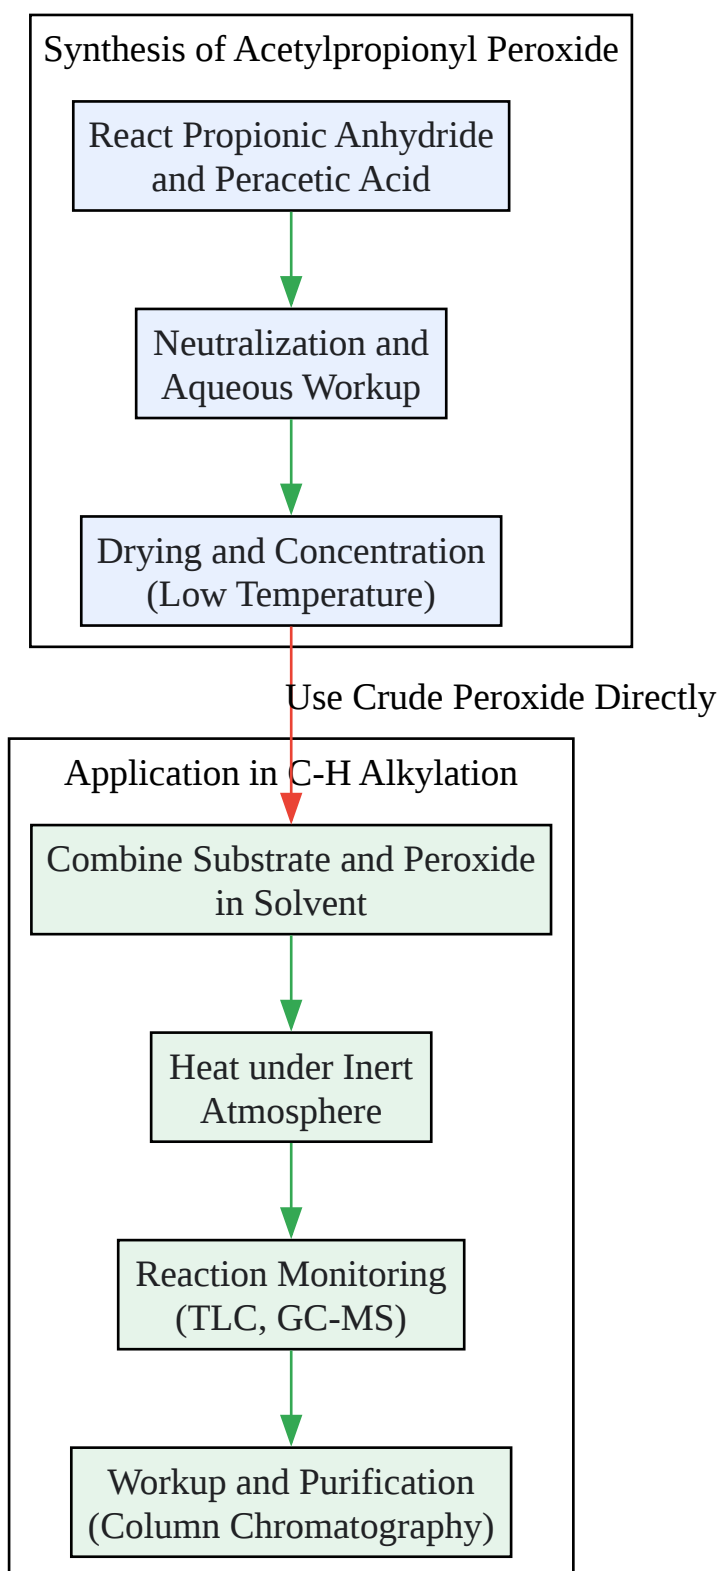 Synthesis of Acetylpropionyl Peroxide
React Propionic Anhydride
and Peracetic Acid
Neutralization and
Aqueous Workup
Drying and Concentration
(Low Temperature)
Use Crude Peroxide Directly
Application in C-H Alkylation
Combine Substrate and Peroxide
in Solvent
Heat under Inert
Atmosphere
Reaction Monitoring
(TLC, GC-MS)
Workup and Purification
(Column Chromatography)